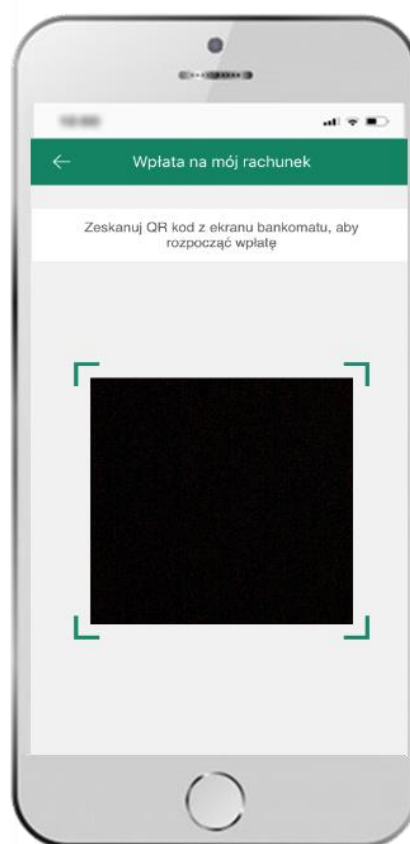 Wpłata na mój rachunek
Zeskanuj QR kod z ekranu bankomatu, aby
rozpocząć wpłatę